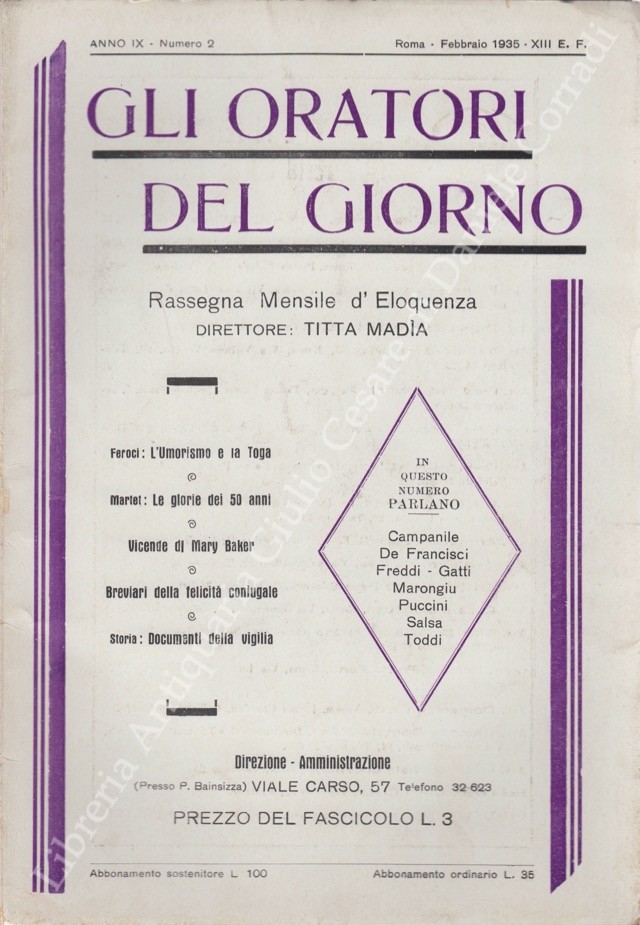 ANNO IX - Numero 2
Roma - Febbraio 1935 - XIII E. F.
GLI ORATORI
DEL GIORNO
Rassegna Mensile d' Eloquenza
DIRETTORE: TITTA MADÌA
Feroci: L'Umorismo e la Toga
Martet: Le glorie dei 50 anni
Vicende di Mary Baker
Breviari della felicità coniugale
Storia: Documenti della vigilia
IN
QUESTO
NUMERO
PARLANO
Campanile
De Francisci
Freddi - Gatti
Marongiu
Puccini
Salsa
Toddi
Direzione - Amministrazione
(Presso P. Bainsizza) VIALE CARSO, 57 Telefono 32-623
PREZZO DEL FASCICOLO L. 3
Abbonamento sostenitore L 100
Abbonamento ordinario L. 35
Libreria Antiquaria Giulio Cesare di Daniele Corradi